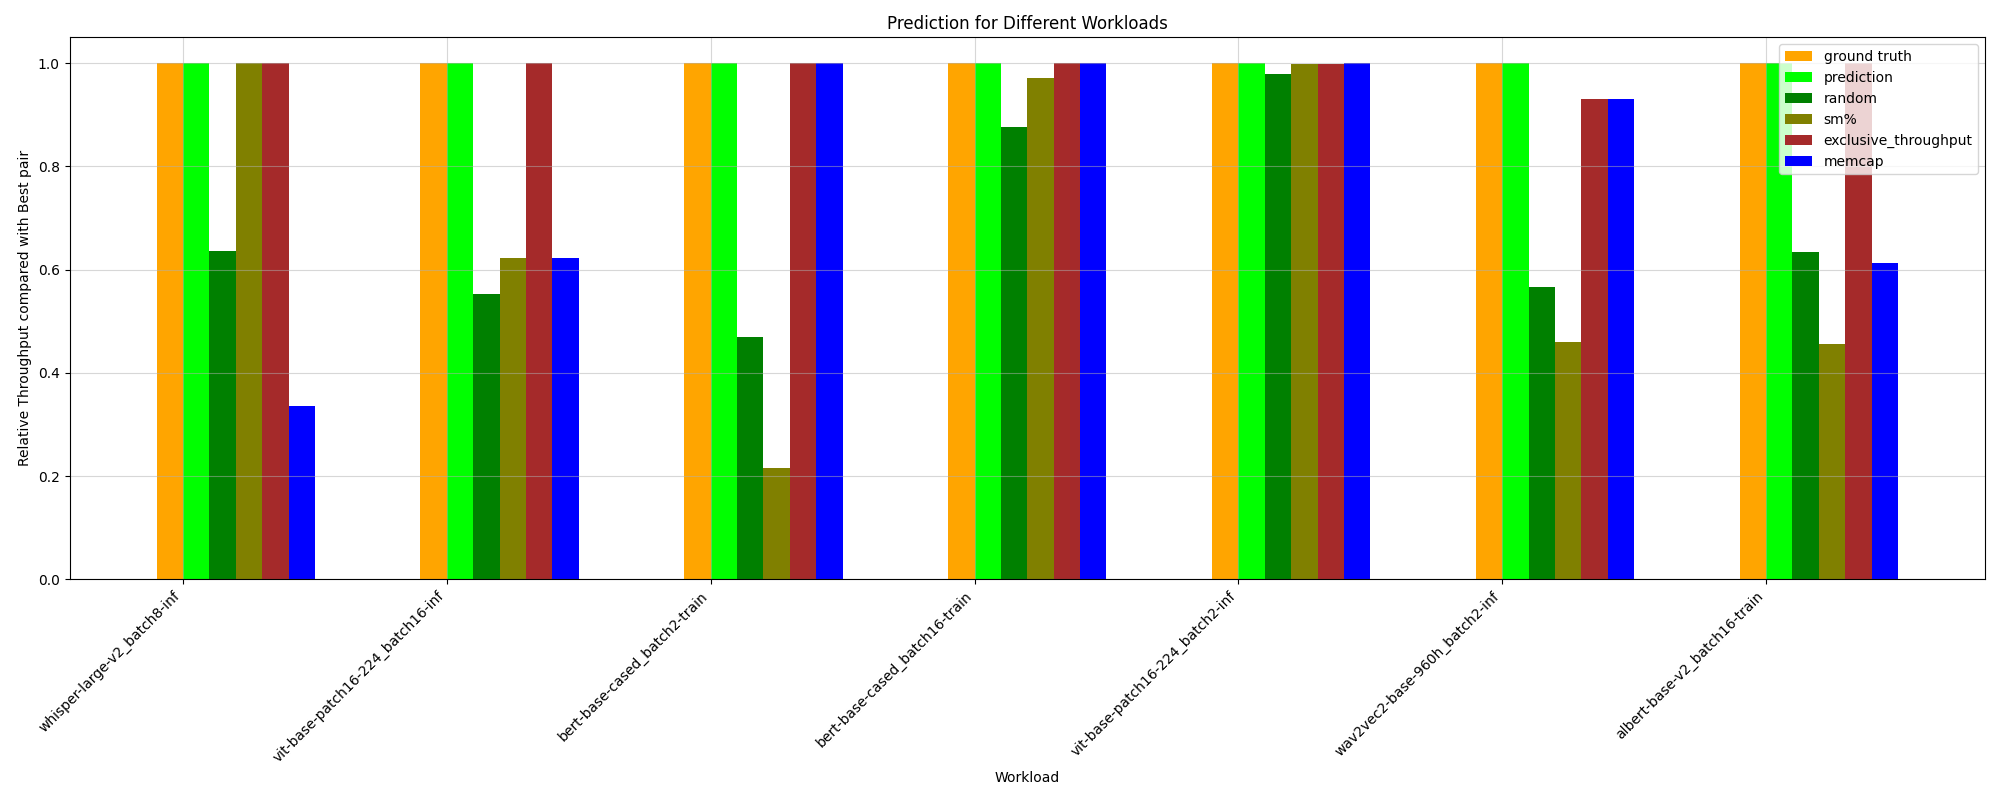 Prediction for Different Workloads
Relative Throughput compared with Best pair
1.0
0.8
0.6
0.4
0.2
0.0
ground truth
prediction
random
sm%
exclusive_throughput
memcap
whisper-large-v2_batch8-inf
vit-base-patch16-224_batch16-inf
bert-base-cased_batch2-train
bert-base-cased_batch16-train
vit-base-patch16-224_batch2-inf
wav2vec2-base-960h_batch2-inf
albert-base-v2_batch16-train
Workload